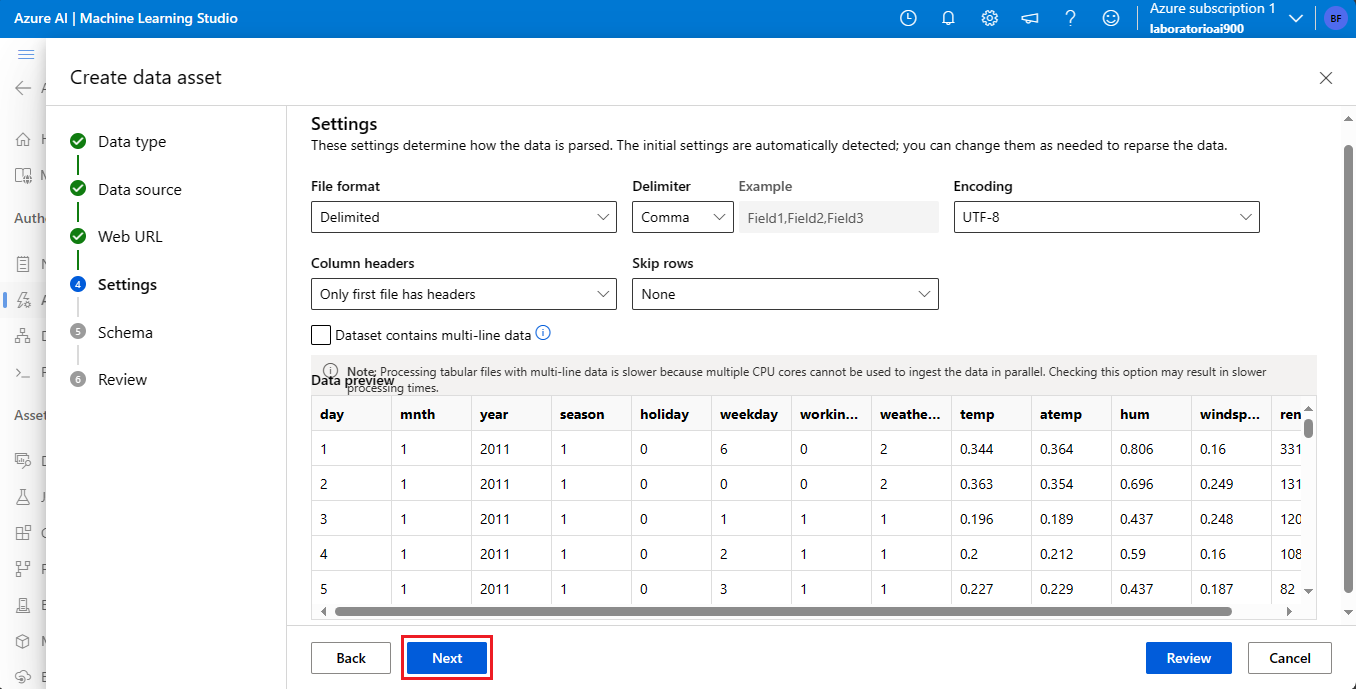 Azure AI | Machine Learning Studio
Azure subscription 1
laboratorioai900
BF
Create data asset
Data type
Data source
Web URL
4 Settings
5 Schema
6 Review
Auth
Asset
Settings
These settings determine how the data is parsed. The initial settings are automatically detected; you can change them as needed to reparse the data.
File format Delimiter Example Encoding
Delimited Comma Field1,Field2,Field3 UTF-8
Column headers Skip rows
Only first file has headers None
Dataset contains multi-line data
Note: Processing tabular files with multi-line data is slower because multiple CPU cores cannot be used to ingest the data in parallel. Checking this option may result in slower
processing times.
Data preview
day mnth year season holiday weekday workin... weathe... temp atemp hum windsp... ren
1 1 2011 1 0 6 0 2 0.344 0.364 0.806 0.16 331
2 1 2011 1 0 0 0 2 0.363 0.354 0.696 0.249 131
3 1 2011 1 0 1 1 1 0.196 0.189 0.437 0.248 120
4 1 2011 1 0 2 1 1 0.2 0.212 0.59 0.16 108
5 1 2011 1 0 3 1 1 0.227 0.229 0.437 0.187 82
Back Next Review Cancel